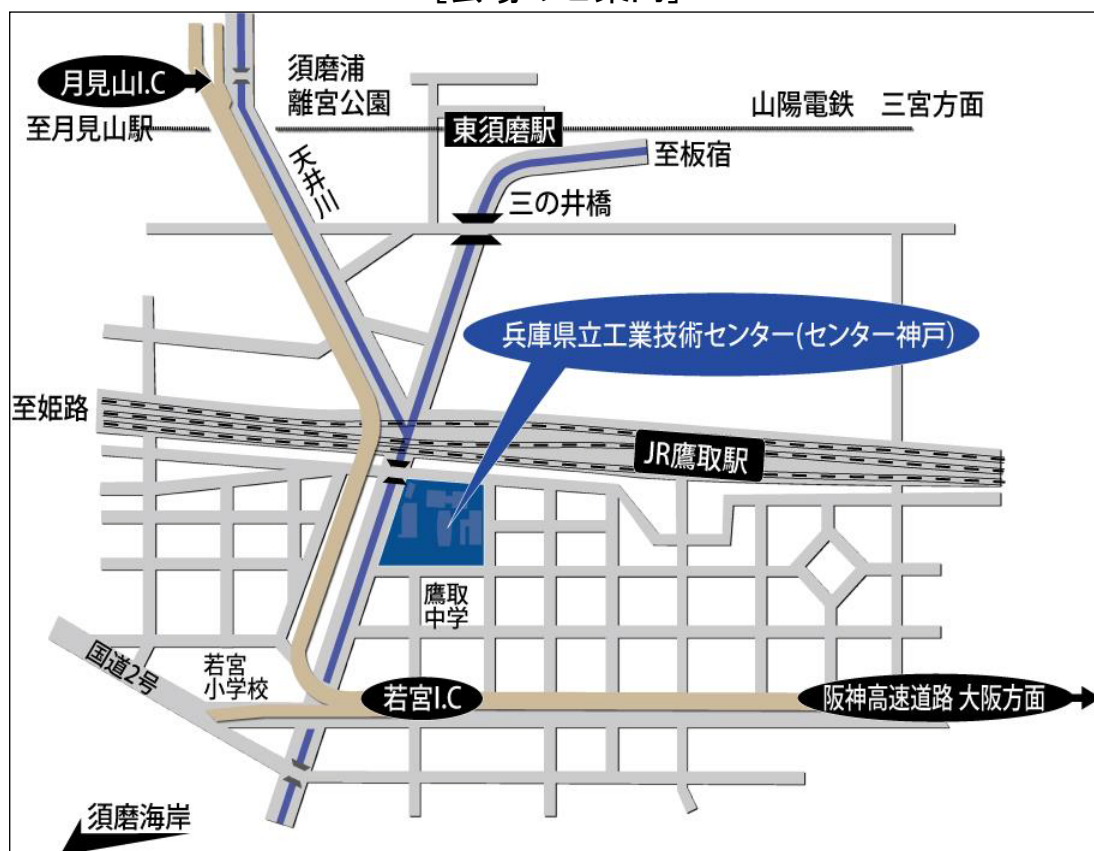 月見山I.C
須磨浦
離宮公園
山陽電鉄 三宮方面
至月見山駅
東須磨駅
至板宿
天井川
三の井橋
兵庫県立工業技術センター(センター神戸)
至姫路
JR鷹取駅
鷹取
中学
国道2号
若宮
小学校
若宮I.C
阪神高速道路 大阪方面
須磨海岸